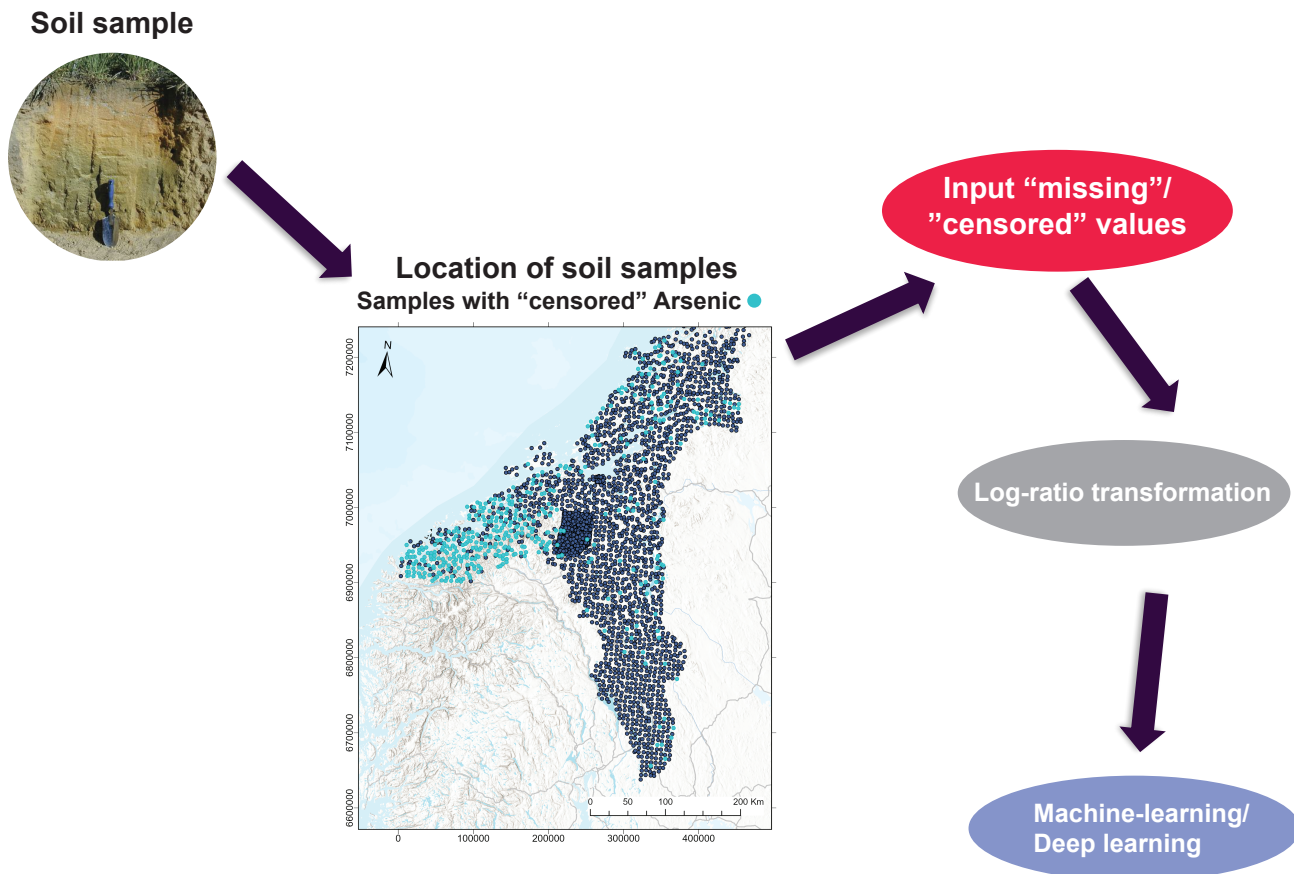 Soil sample
Location of soil samples
Samples with “censored” Arsenic
N
7200000
7100000
7000000
6900000
6800000
6700000
6600000
0 50 100 200 Km
0 100000 200000 300000 400000
Input “missing”/
”censored” values
Log-ratio transformation
Machine-learning/
Deep learning